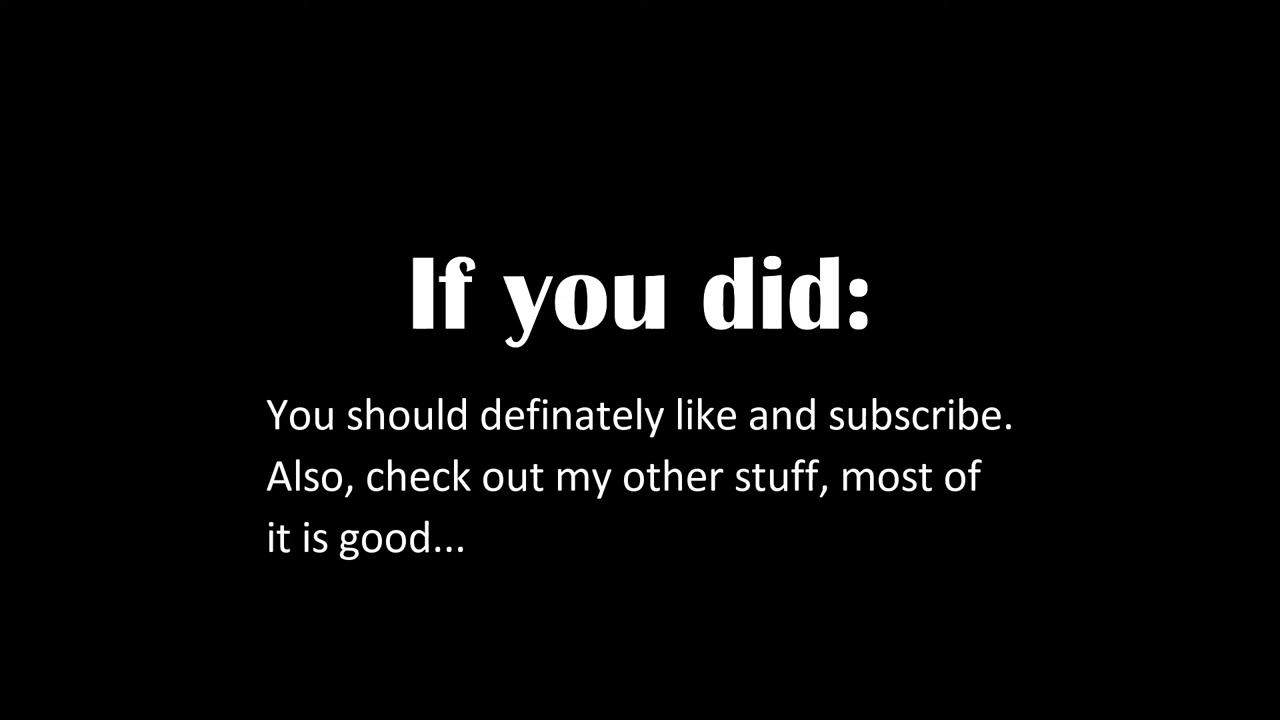 If you did:
You should definately like and subscribe.
Also, check out my other stuff, most of
it is good...